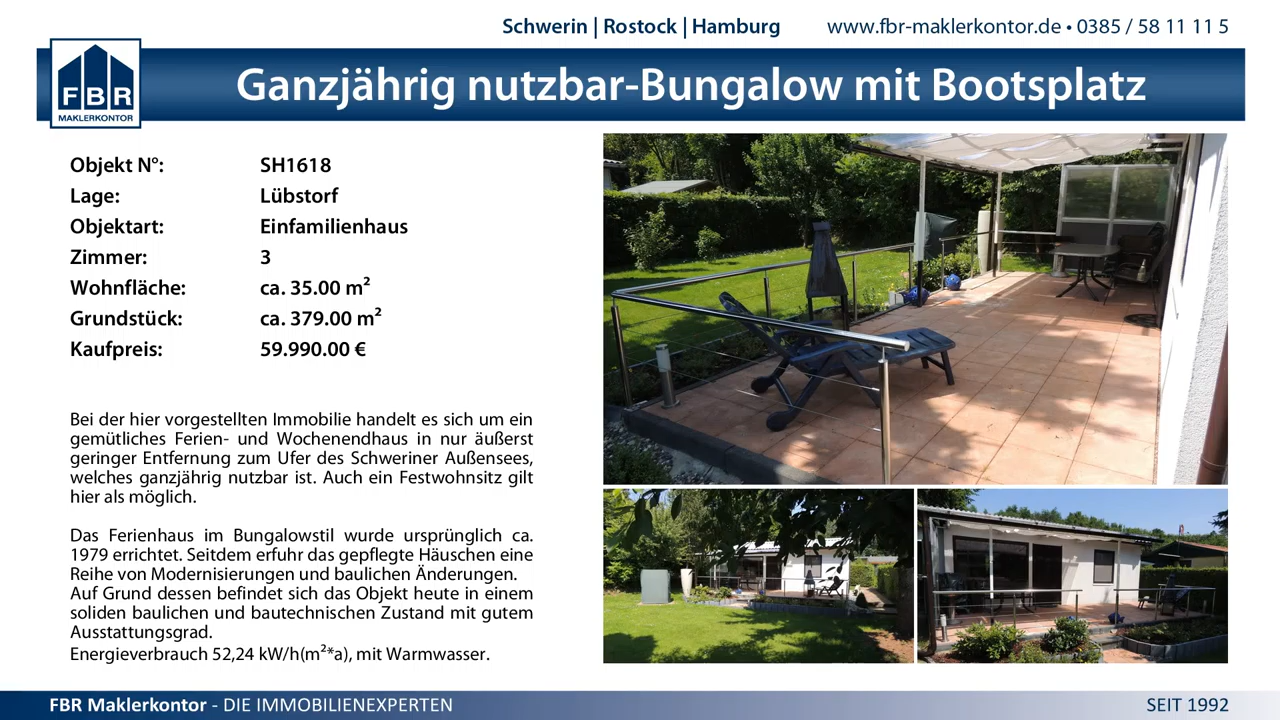 Schwerin | Rostock | Hamburg www.fbr-maklerkontor.de • 0385 / 58 11 11 5
FBR
MAKLERKONTOR
Ganzjährig nutzbar-Bungalow mit Bootsplatz
Objekt N°: SH1618
Lage: Lübstorf
Objektart: Einfamilienhaus
Zimmer: 3
Wohnfläche: ca. 35.00 m²
Grundstück: ca. 379.00 m²
Kaufpreis: 59.990.00 €
Bei der hier vorgestellten Immobilie handelt es sich um ein
gemütliches Ferien- und Wochenendhaus in nur äußerst
geringer Entfernung zum Ufer des Schweriner Außensees,
welches ganzjährig nutzbar ist. Auch ein Festwohnsitz gilt
hier als möglich.
Das Ferienhaus im Bungalowstil wurde ursprünglich ca.
1979 errichtet. Seitdem erfuhr das gepflegte Häuschen eine
Reihe von Modernisierungen und baulichen Änderungen.
Auf Grund dessen befindet sich das Objekt heute in einem
soliden baulichen und bautechnischen Zustand mit gutem
Ausstattungsgrad.
Energieverbrauch 52,24 kW/h(m²*a), mit Warmwasser.
FBR Maklerkontor - DIE IMMOBILIENEXPERTEN SEIT 1992